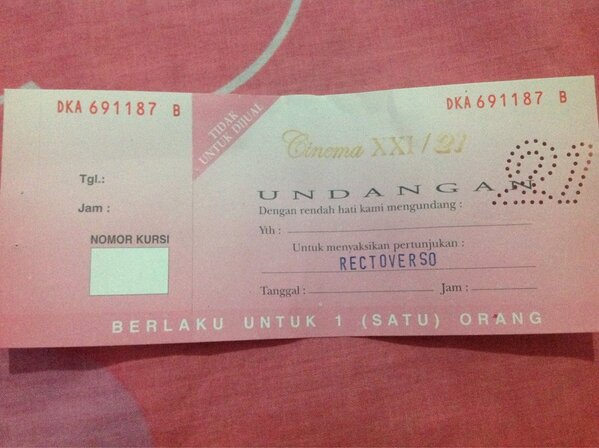 DKA 691187 B
Tgl.:
Jam :
NOMOR KURSI
TIDAK
UNTUK DIJUAL
DKA 691187 B
Cinema XXI / 21
21
UNDANGAN
Dengan rendah hati kami mengundang :
Yth :
Untuk menyaksikan pertunjukan :
RECTOVERSO
Tanggal : Jam :
BERLAKU UNTUK 1 (SATU) ORANG